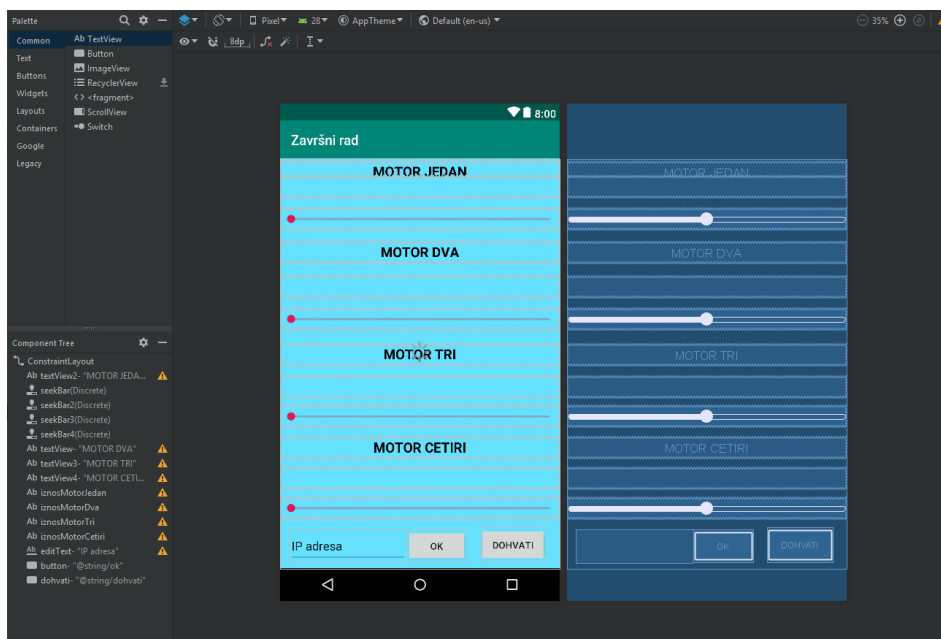 Palette
Pixel 28 AppTheme Default (en-us) 35%
Common
Text
Buttons
Widgets
Layouts
Containers
Google
Legacy
Ab TextView
Button
ImageView
RecyclerView
<> <fragment>
ScrollView
Switch
8dp
8:00
Završni rad
MOTOR JEDAN
MOTOR DVA
MOTOR TRI
MOTOR CETIRI
IP adresa OK DOHVATI
MOTOR JEDAN
MOTOR DVA
MOTOR TRI
MOTOR CETIRI
OK DOHVATI
Component Tree
ConstraintLayout
Ab textView2- "MOTOR JEDA...
seekBar(Discrete)
seekBar2(Discrete)
seekBar3(Discrete)
seekBar4(Discrete)
Ab textView- "MOTOR DVA"
Ab textView3- "MOTOR TRI"
Ab textView4- "MOTOR CETI...
Ab iznosMotorJedan
Ab iznosMotorDva
Ab iznosMotorTri
Ab iznosMotorCetiri
Ab editText- "IP adresa"
button- "@string/ok"
dohvati- "@string/dohvati"